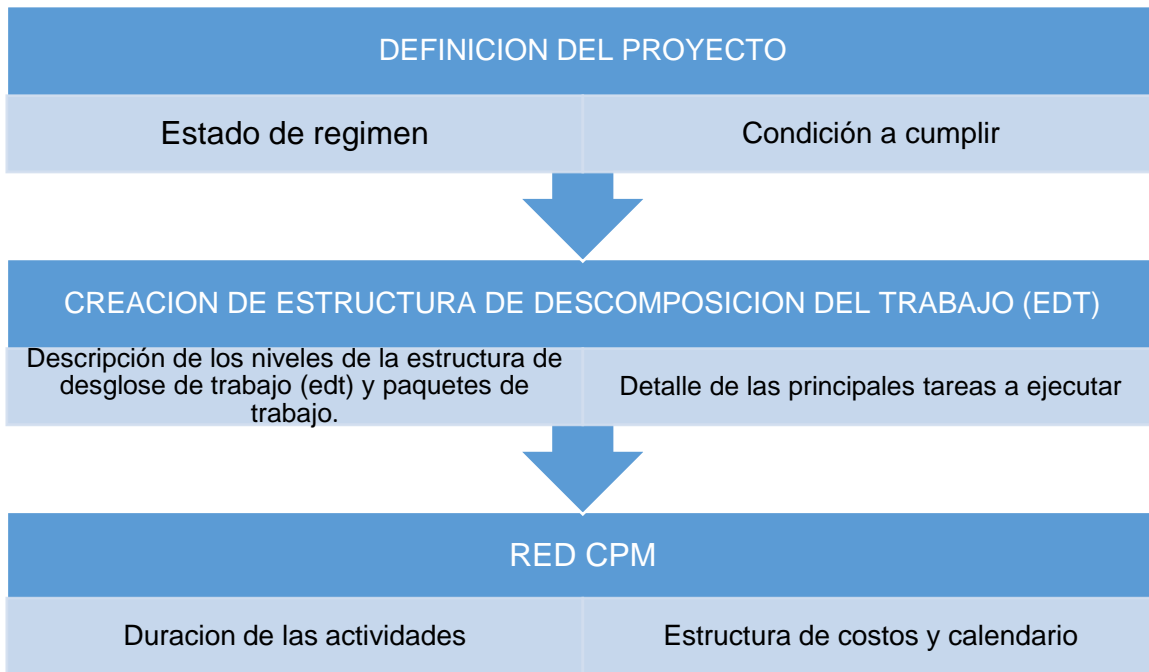 DEFINICION DEL PROYECTO
Estado de regimen
Condición a cumplir
CREACION DE ESTRUCTURA DE DESCOMPOSICION DEL TRABAJO (EDT)
Descripción de los niveles de la estructura de
desglose de trabajo (edt) y paquetes de
trabajo.
Detalle de las principales tareas a ejecutar
RED CPM
Duracion de las actividades
Estructura de costos y calendario